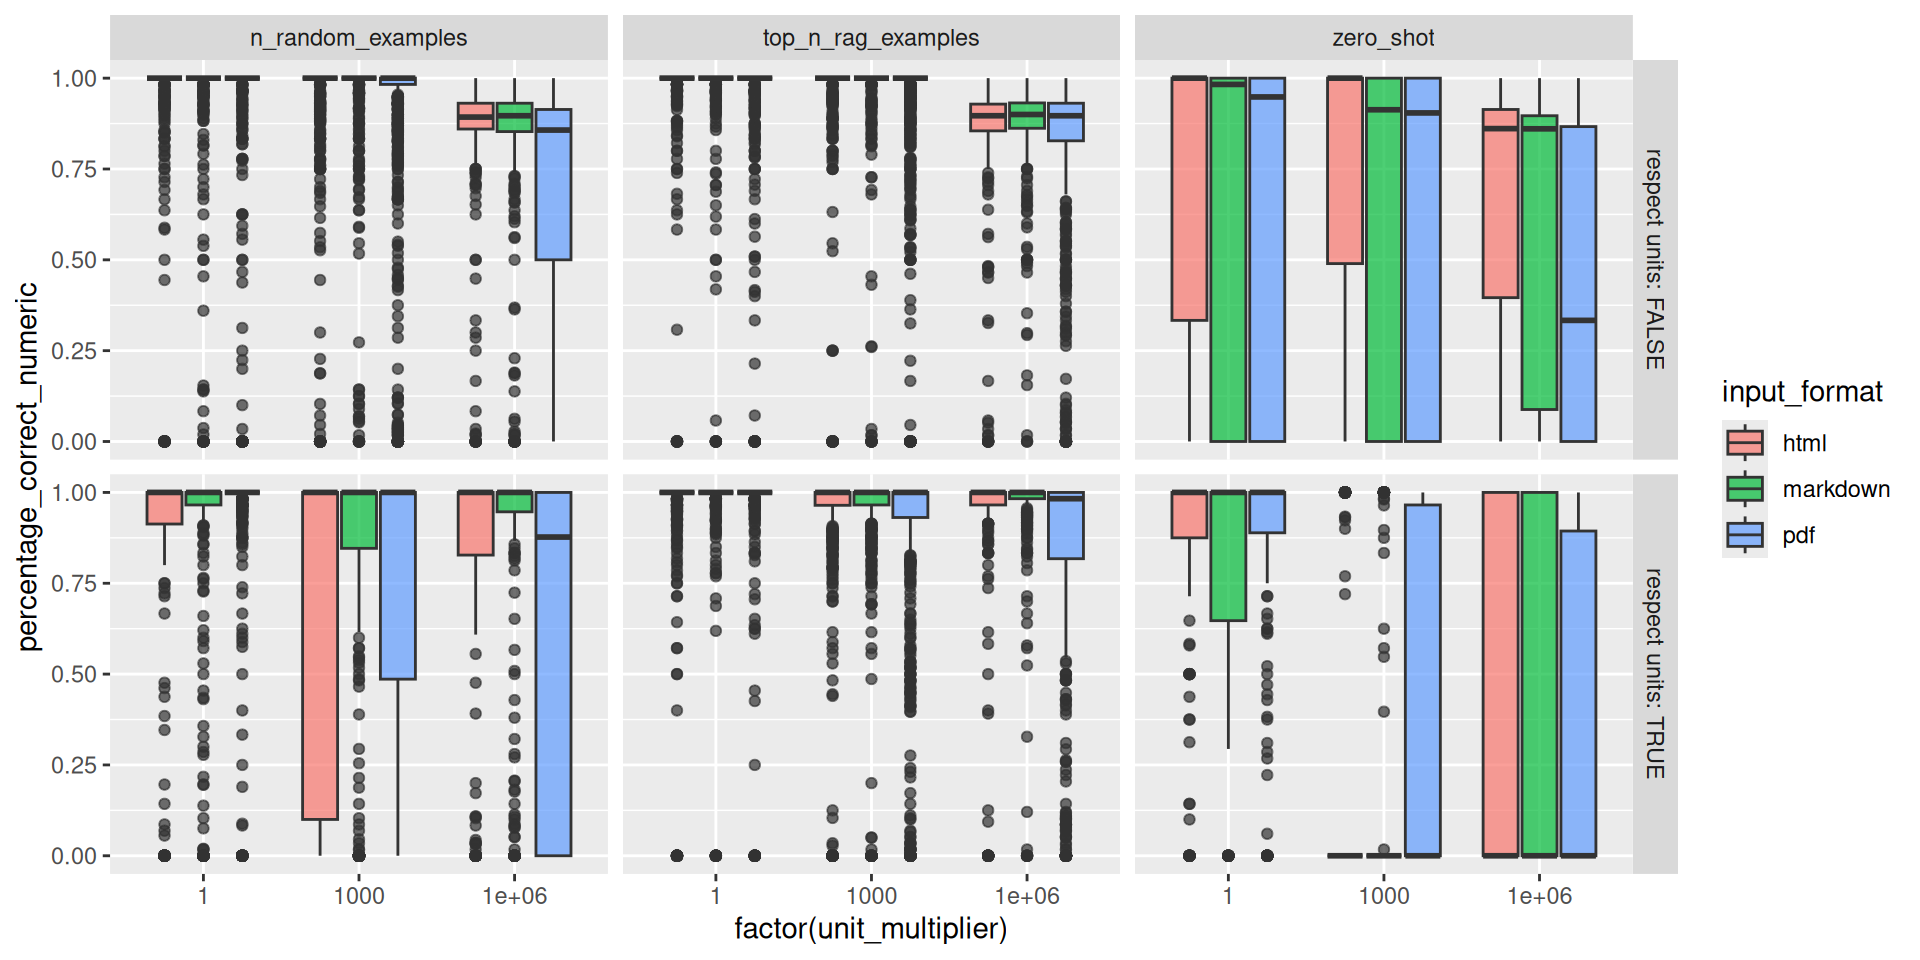 n_random_examples
top_n_rag_examples
zero_shot
percentage_correct_numeric
1.00
0.75
0.50
0.25
0.00
respect units: FALSE
1.00
0.75
0.50
0.25
0.00
respect units: TRUE
1
1000
1e+06
1
1000
1e+06
1
1000
1e+06
factor(unit_multiplier)
input_format
html
markdown
pdf